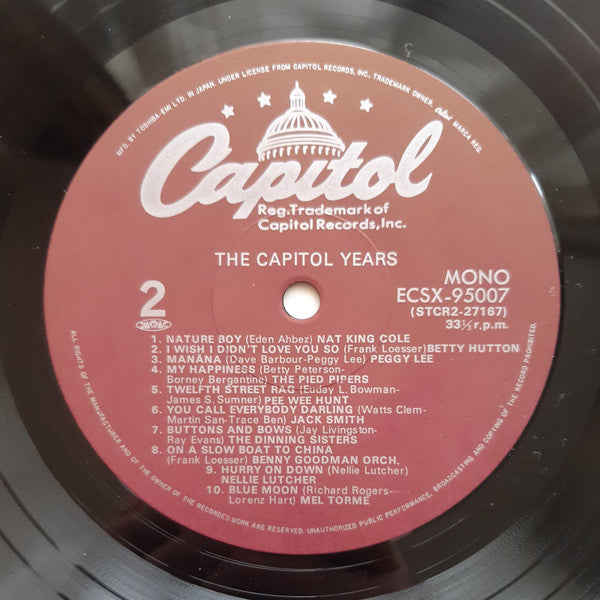 MFG. BY TOSHIBA-EMI LTD. IN JAPAN. UNDER LICENSE FROM CAPITOL RECORDS, INC., TRADEMARK OWNER. MARCA REG.
Capitol
Reg. Trademark of
Capitol Records, Inc.
THE CAPITOL YEARS
2
MONO
ECSX-95007
(STCR2-27167)
33⅓ r.p.m.
1. NATURE BOY (Eden Ahbez) NAT KING COLE
2. I WISH I DIDN'T LOVE YOU SO (Frank Loesser) BETTY HUTTON
3. MAÑANA (Dave Barbour-Peggy Lee) PEGGY LEE
4. MY HAPPINESS (Betty Peterson-
Borney Bergantine) THE PIED PIPERS
5. TWELFTH STREET RAG (Euday L. Bowman-
James S. Sumner) PEE WEE HUNT
6. YOU CALL EVERYBODY DARLING (Watts Clem-
Martin San-Trace Ben) JACK SMITH
7. BUTTONS AND BOWS (Jay Livingston-
Ray Evans) THE DINNING SISTERS
8. ON A SLOW BOAT TO CHINA
(Frank Loesser) BENNY GOODMAN ORCH.
9. HURRY ON DOWN (Nellie Lutcher)
NELLIE LUTCHER
10. BLUE MOON (Richard Rogers-
Lorenz Hart) MEL TORME
ALL RIGHTS OF THE MANUFACTURER AND OF THE OWNER OF THE RECORDED WORK ARE RESERVED. UNAUTHORIZED PUBLIC PERFORMANCE, BROADCASTING AND COPYING OF THE RECORD PROHIBITED.